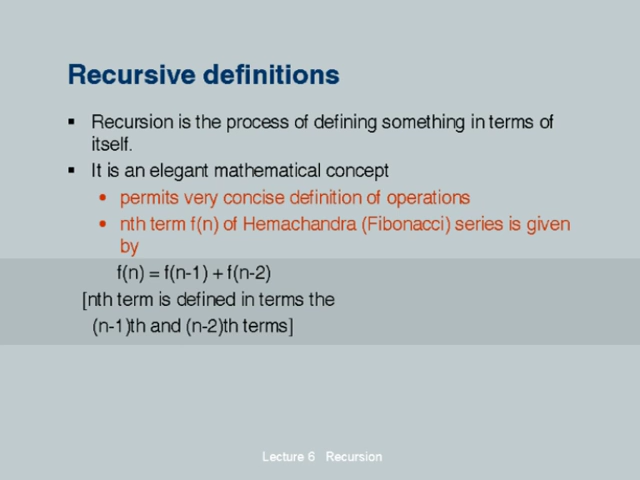 Recursive definitions
▪ Recursion is the process of defining something in terms of
itself.
▪ It is an elegant mathematical concept
• permits very concise definition of operations
• nth term f(n) of Hemachandra (Fibonacci) series is given
by
f(n) = f(n-1) + f(n-2)
[nth term is defined in terms the
(n-1)th and (n-2)th terms]
Lecture 6 Recursion